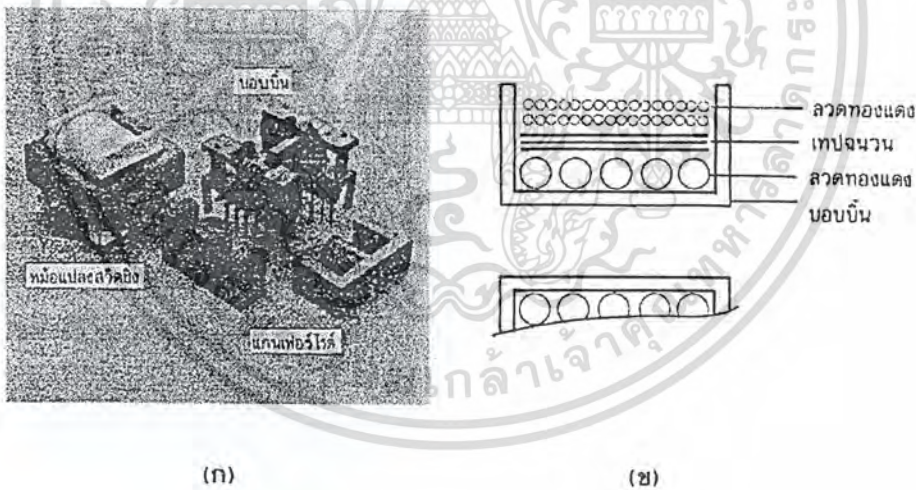 บอบบิ้น
หม้อแปลงสวิตชิ่ง
แกนเฟอร์ไรต์
ลวดทองแดง
เทปฉนวน
ลวดทองแดง
บอบบิ้น
(ก)
(ข)